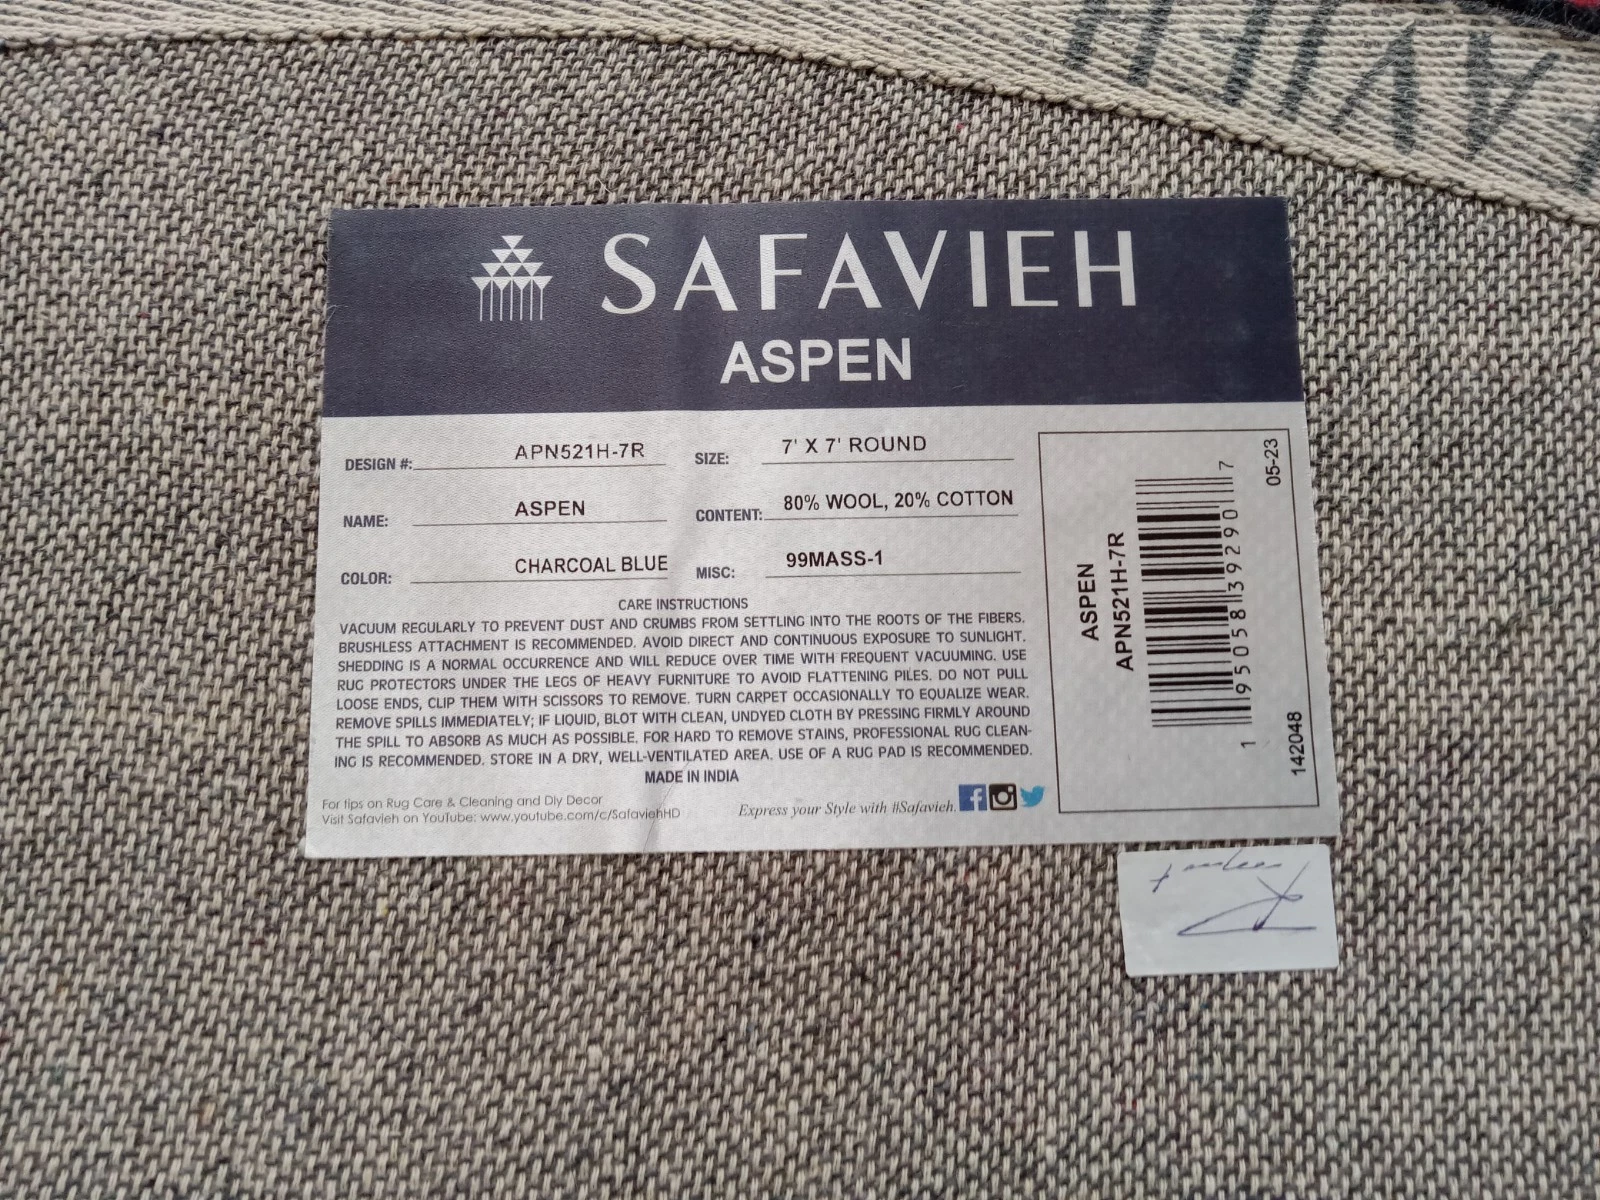 SAFAVIEH
SAFAVIEH
ASPEN
DESIGN #: APN521H-7R
NAME: ASPEN
COLOR: CHARCOAL BLUE
SIZE: 7' X 7' ROUND
CONTENT: 80% WOOL, 20% COTTON
MISC: 99MASS-1
CARE INSTRUCTIONS
VACUUM REGULARLY TO PREVENT DUST AND CRUMBS FROM SETTLING INTO THE ROOTS OF THE FIBERS.
BRUSHLESS ATTACHMENT IS RECOMMENDED. AVOID DIRECT AND CONTINUOUS EXPOSURE TO SUNLIGHT.
SHEDDING IS A NORMAL OCCURRENCE AND WILL REDUCE OVER TIME WITH FREQUENT VACUUMING. USE
RUG PROTECTORS UNDER THE LEGS OF HEAVY FURNITURE TO AVOID FLATTENING PILES. DO NOT PULL
LOOSE ENDS, CLIP THEM WITH SCISSORS TO REMOVE. TURN CARPET OCCASIONALLY TO EQUALIZE WEAR.
REMOVE SPILLS IMMEDIATELY; IF LIQUID, BLOT WITH CLEAN, UNDYED CLOTH BY PRESSING FIRMLY AROUND
THE SPILL TO ABSORB AS MUCH AS POSSIBLE. FOR HARD TO REMOVE STAINS, PROFESSIONAL RUG CLEAN-
ING IS RECOMMENDED. STORE IN A DRY, WELL-VENTILATED AREA. USE OF A RUG PAD IS RECOMMENDED.
MADE IN INDIA
For tips on Rug Care & Cleaning and Diy Decor
Visit Safavieh on YouTube: www.youtube.com/c/SafaviehHD
Express your Style with #Safavieh.
ASPEN
APN521H-7R
1 95058 39290 7
05-23
142048